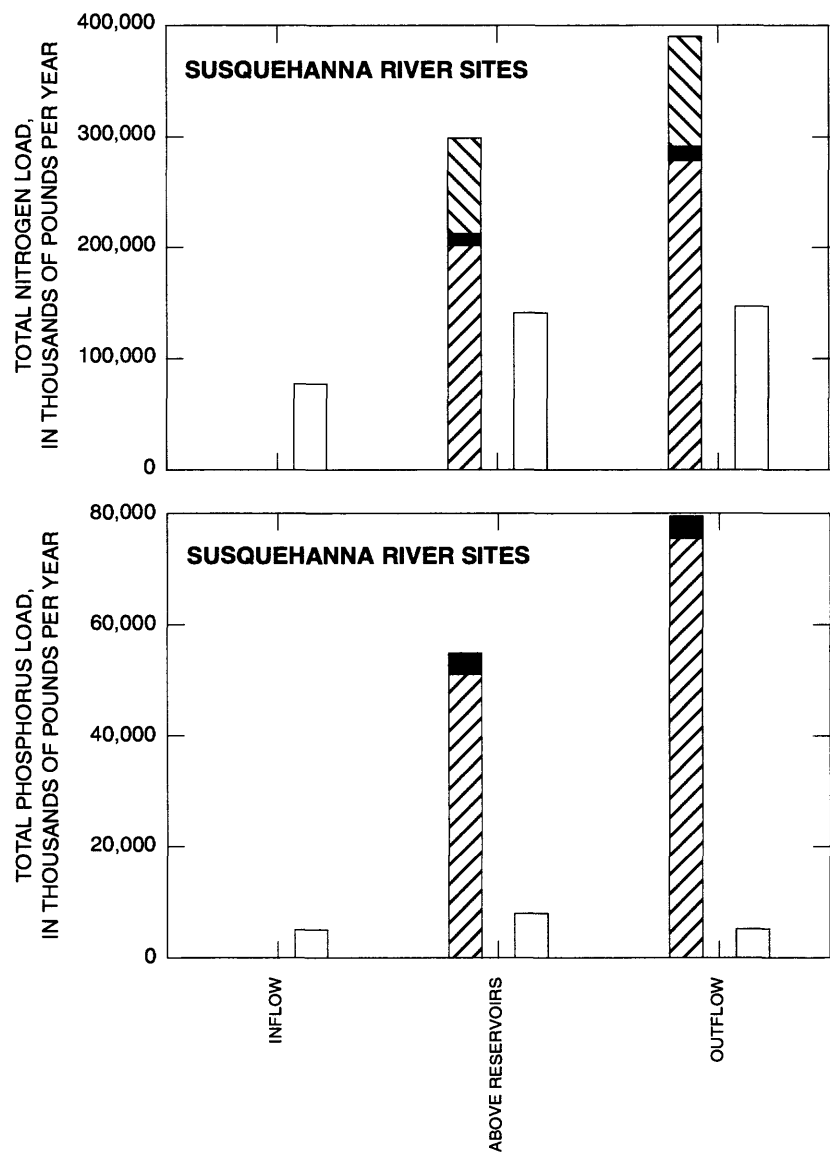 TOTAL NITROGEN LOAD,
IN THOUSANDS OF POUNDS PER YEAR
400,000
300,000
200,000
100,000
0
SUSQUEHANNA RIVER SITES
TOTAL PHOSPHORUS LOAD,
IN THOUSANDS OF POUNDS PER YEAR
80,000
60,000
40,000
20,000
0
SUSQUEHANNA RIVER SITES
INFLOW
ABOVE RESERVOIRS
OUTFLOW